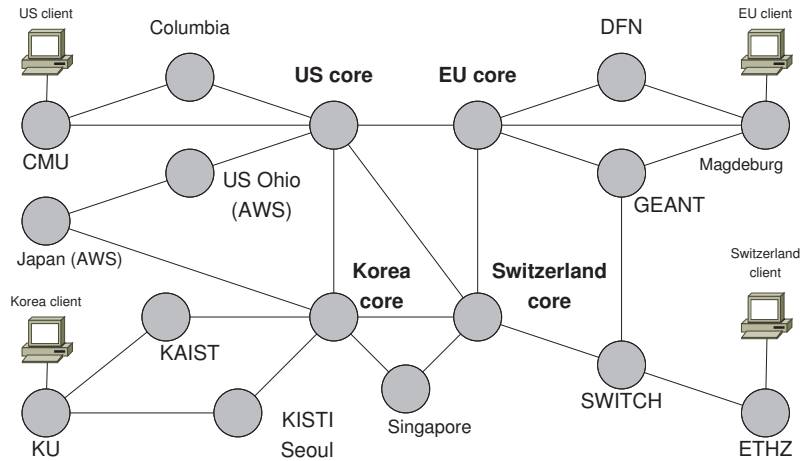 US client
Columbia
US core
EU core
DFN
EU client
CMU
US Ohio
(AWS)
Magdeburg
GEANT
Japan (AWS)
Korea
core
Switzerland
core
Switzerland
client
Korea client
KAIST
KU
KISTI
Seoul
Singapore
SWITCH
ETHZ